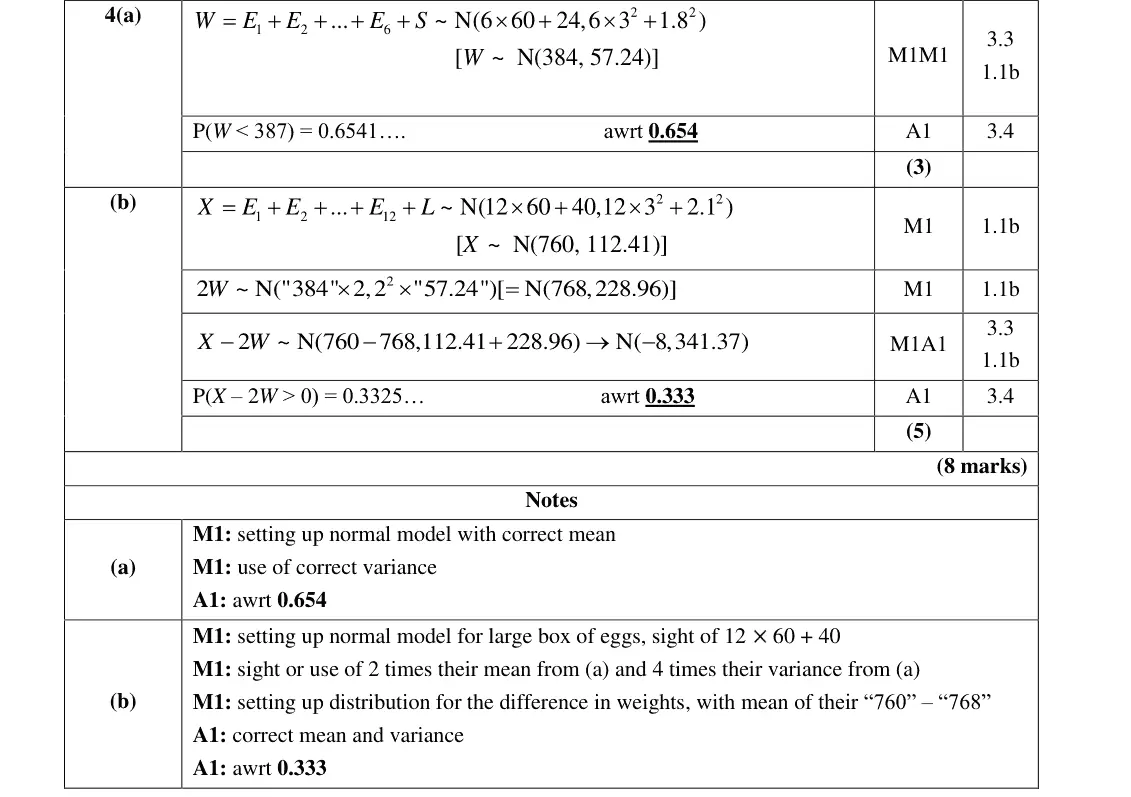 4(a) W = E₁ + E₂ + ... + E₆ + S ~ N(6×60+24, 6×3² +1.8²)
[W ~ N(384, 57.24)] M1M1 3.3
1.1b
P(W < 387) = 0.6541…. awrt 0.654 A1 3.4
(3)
(b) X = E₁ + E₂ + ... + E₁₂ + L ~ N(12×60+40,12×3² + 2.1²)
[X ~ N(760, 112.41)] M1 1.1b
2W ~ N("384"×2, 2² ×"57.24")[= N(768, 228.96)] M1 1.1b
X − 2W ~ N(760−768,112.41+228.96) → N(−8, 341.37) M1A1 3.3
1.1b
P(X – 2W > 0) = 0.3325… awrt 0.333 A1 3.4
(5)
(8 marks)
Notes
(a) M1: setting up normal model with correct mean
M1: use of correct variance
A1: awrt 0.654
(b) M1: setting up normal model for large box of eggs, sight of 12 × 60 + 40
M1: sight or use of 2 times their mean from (a) and 4 times their variance from (a)
M1: setting up distribution for the difference in weights, with mean of their “760” – “768”
A1: correct mean and variance
A1: awrt 0.333